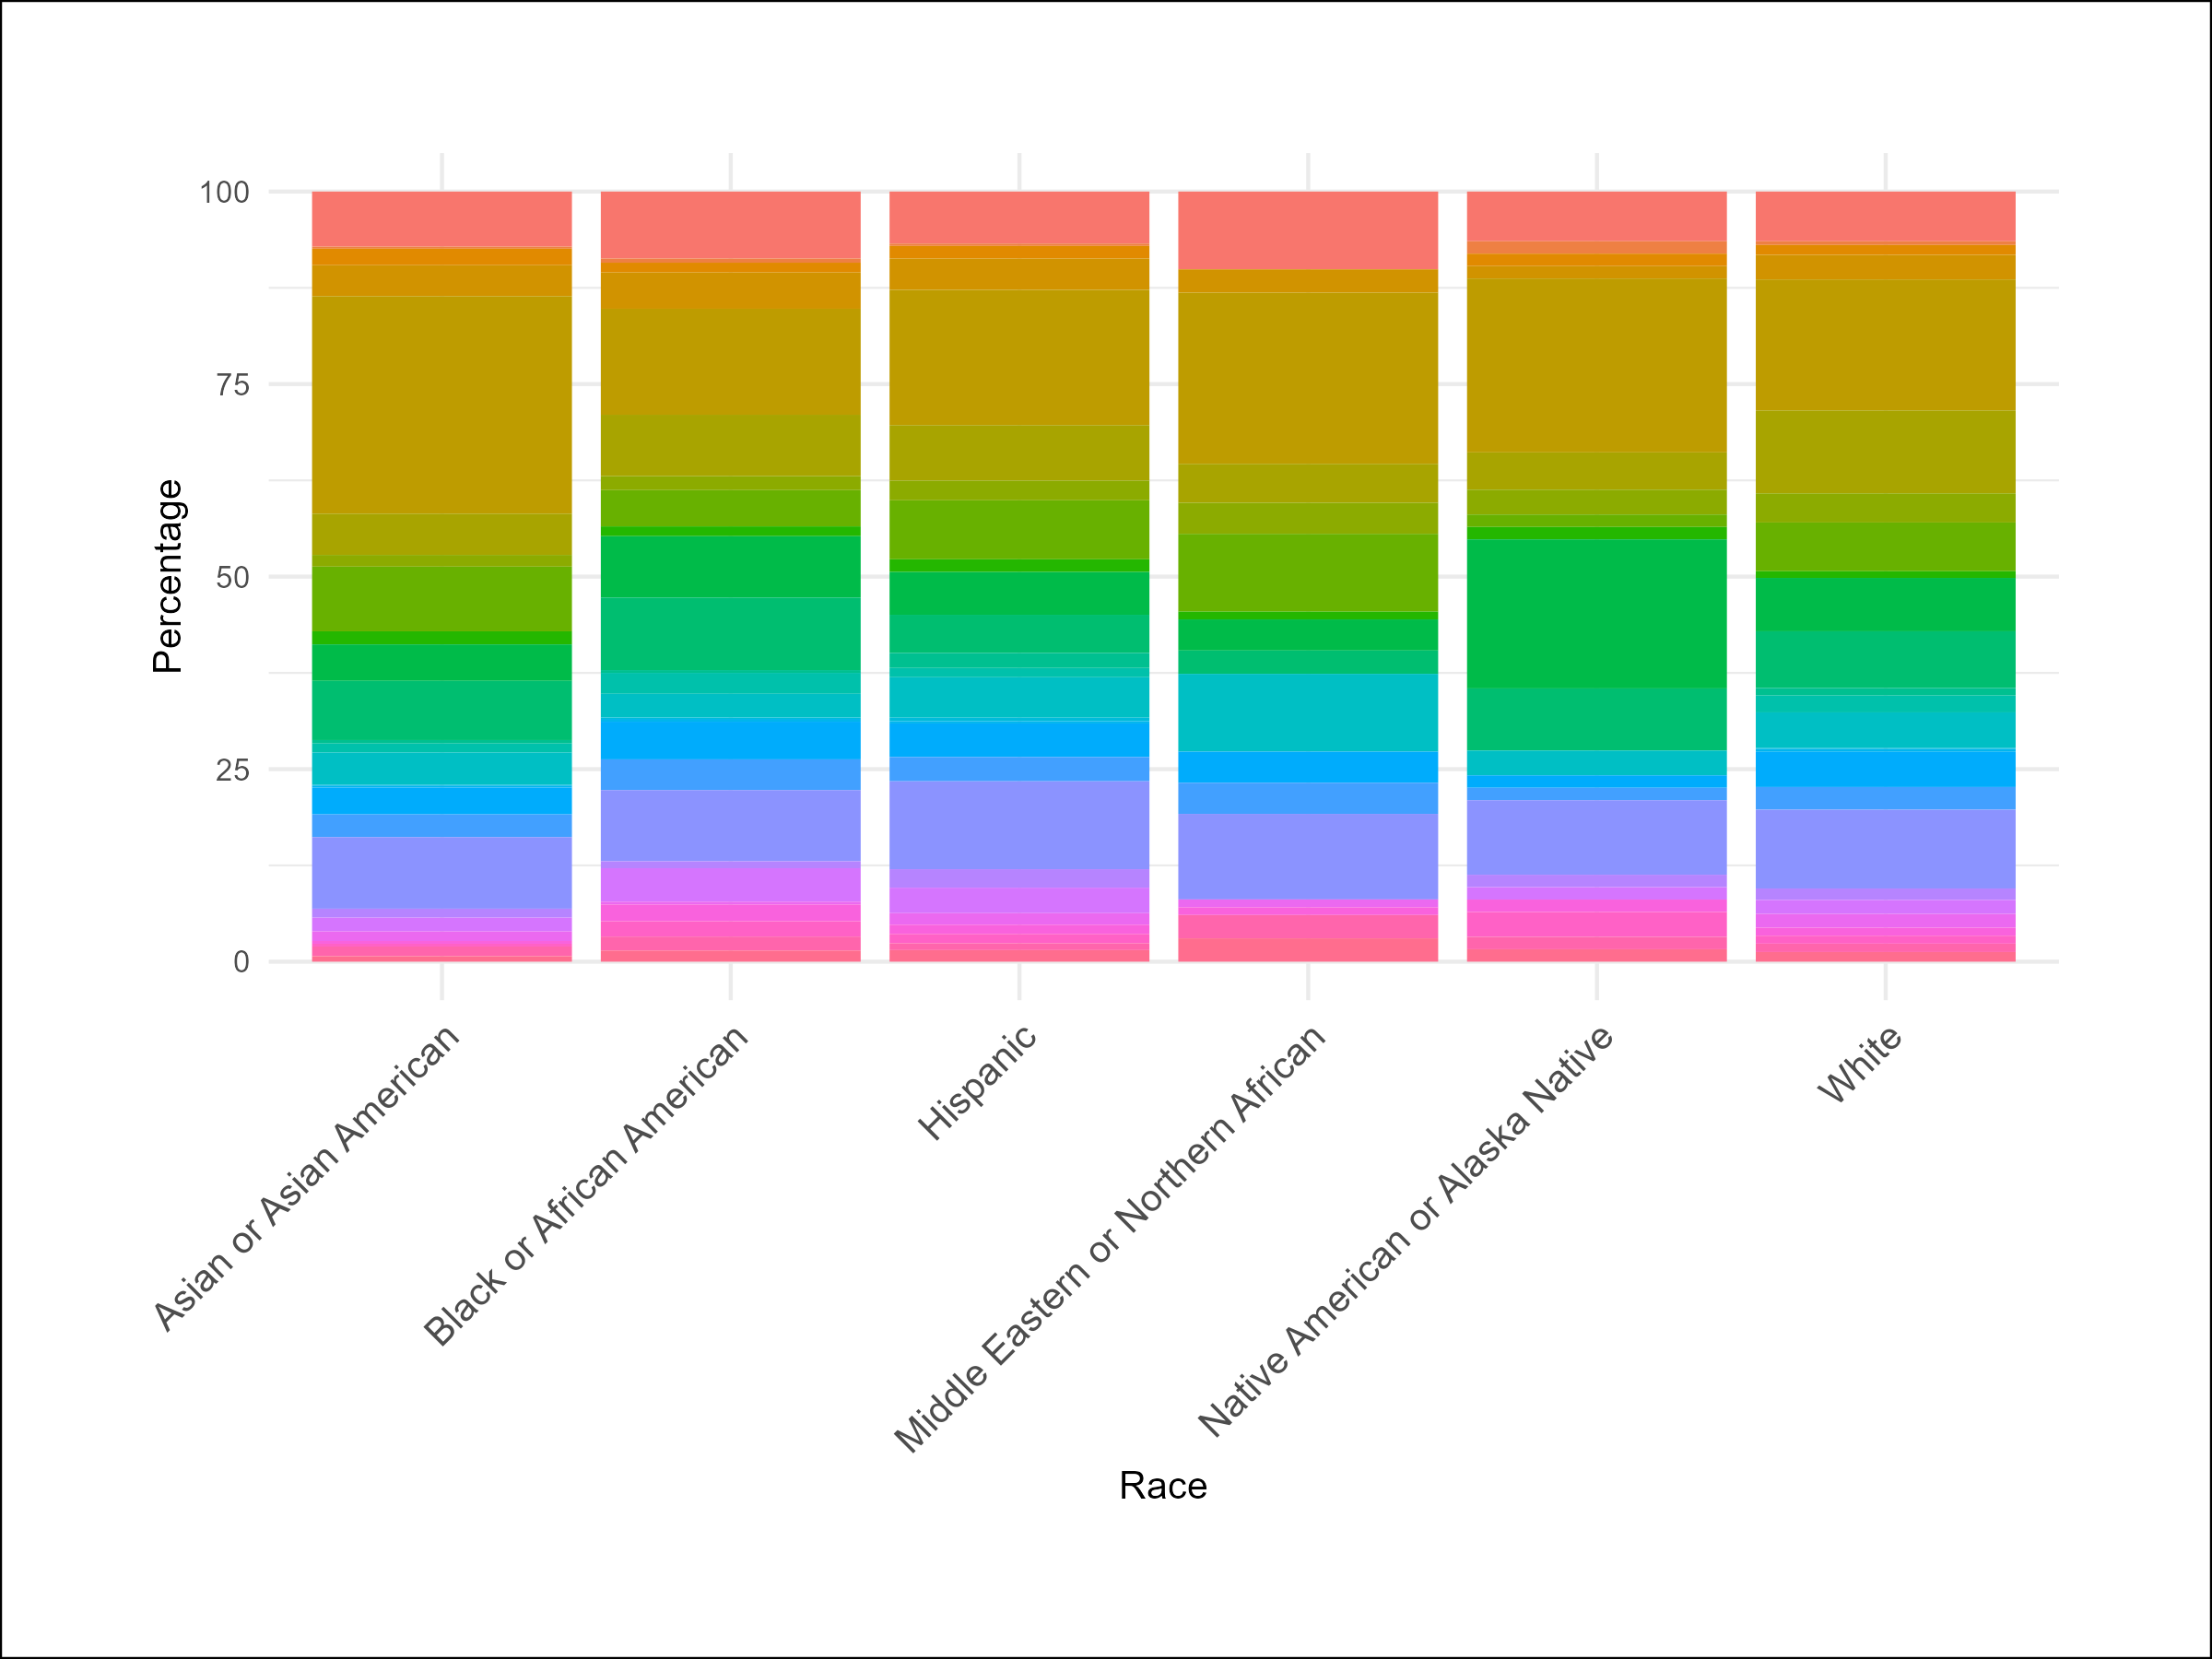 100
75
50
25
0
Percentage
Asian or Asian American
Black or African American
Hispanic
Middle Eastern or Northern African
Native American or Alaska Native
White
Race